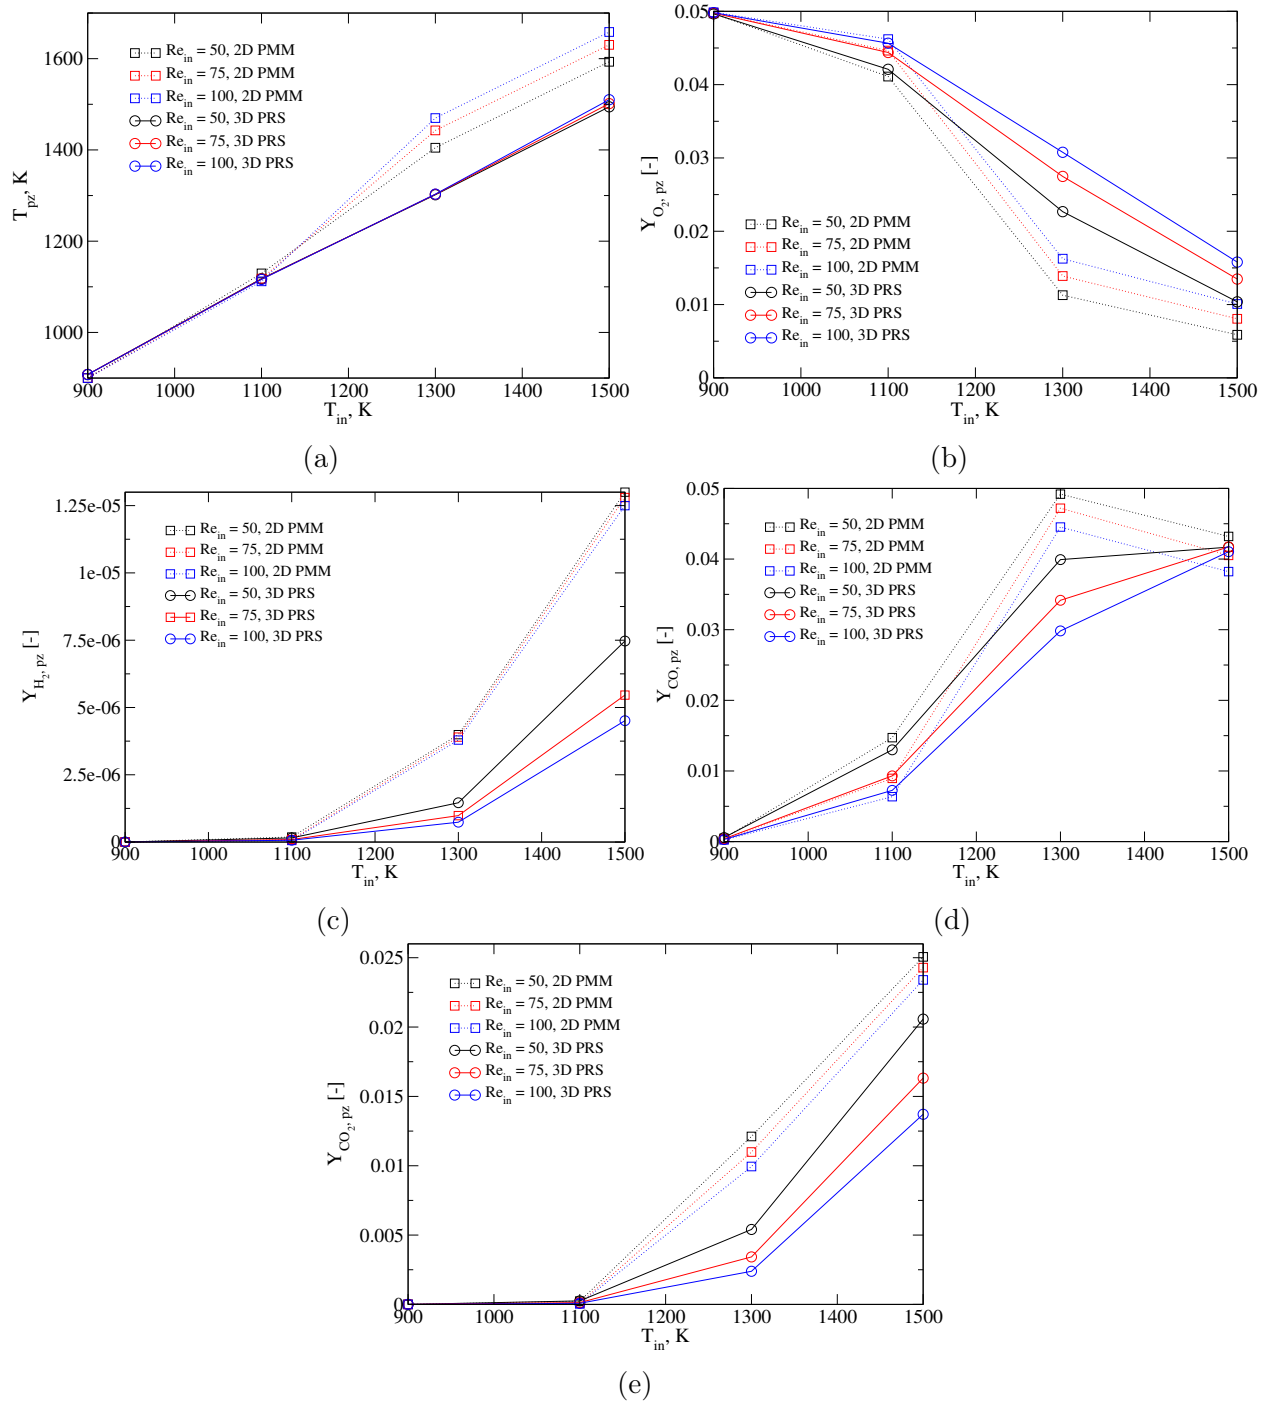 1600
1400
1200
1000
T_pz, K
Re_in = 50, 2D PMM
Re_in = 75, 2D PMM
Re_in = 100, 2D PMM
Re_in = 50, 3D PRS
Re_in = 75, 3D PRS
Re_in = 100, 3D PRS
900 1000 1100 1200 1300 1400 1500
T_in, K
(a)
0.05
0.04
0.03
0.02
0.01
0
Y_O2, pz [-]
Re_in = 50, 2D PMM
Re_in = 75, 2D PMM
Re_in = 100, 2D PMM
Re_in = 50, 3D PRS
Re_in = 75, 3D PRS
Re_in = 100, 3D PRS
900 1000 1100 1200 1300 1400 1500
T_in, K
(b)
1.25e-05
1e-05
7.5e-06
5e-06
2.5e-06
0
Y_H2, pz [-]
Re_in = 50, 2D PMM
Re_in = 75, 2D PMM
Re_in = 100, 2D PMM
Re_in = 50, 3D PRS
Re_in = 75, 3D PRS
Re_in = 100, 3D PRS
900 1000 1100 1200 1300 1400 1500
T_in, K
(c)
0.05
0.04
0.03
0.02
0.01
0
Y_CO, pz [-]
Re_in = 50, 2D PMM
Re_in = 75, 2D PMM
Re_in = 100, 2D PMM
Re_in = 50, 3D PRS
Re_in = 75, 3D PRS
Re_in = 100, 3D PRS
900 1000 1100 1200 1300 1400 1500
T_in, K
(d)
0.025
0.02
0.015
0.01
0.005
0
Y_CO2, pz [-]
Re_in = 50, 2D PMM
Re_in = 75, 2D PMM
Re_in = 100, 2D PMM
Re_in = 50, 3D PRS
Re_in = 75, 3D PRS
Re_in = 100, 3D PRS
900 1000 1100 1200 1300 1400 1500
T_in, K
(e)